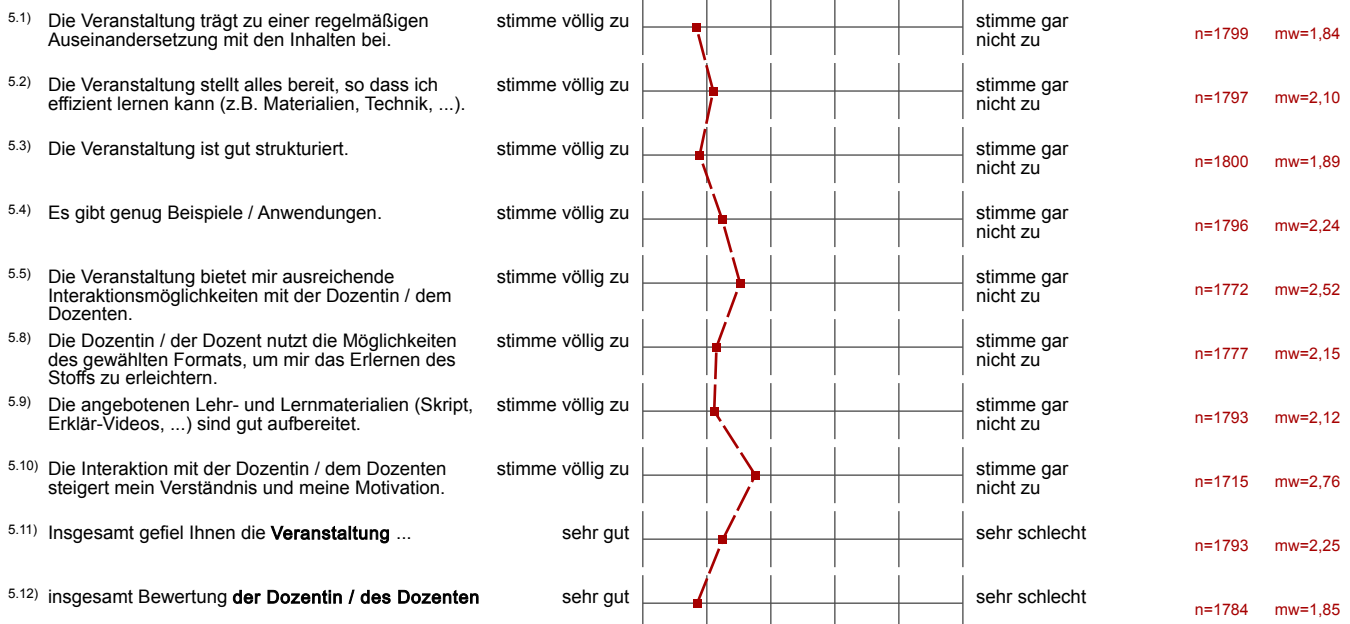 5.1) Die Veranstaltung trägt zu einer regelmäßigen
Auseinandersetzung mit den Inhalten bei.
stimme völlig zu
stimme gar
nicht zu
n=1799 mw=1,84
5.2) Die Veranstaltung stellt alles bereit, so dass ich
effizient lernen kann (z.B. Materialien, Technik, ...).
stimme völlig zu
stimme gar
nicht zu
n=1797 mw=2,10
5.3) Die Veranstaltung ist gut strukturiert.
stimme völlig zu
stimme gar
nicht zu
n=1800 mw=1,89
5.4) Es gibt genug Beispiele / Anwendungen.
stimme völlig zu
stimme gar
nicht zu
n=1796 mw=2,24
5.5) Die Veranstaltung bietet mir ausreichende
Interaktionsmöglichkeiten mit der Dozentin / dem
Dozenten.
stimme völlig zu
stimme gar
nicht zu
n=1772 mw=2,52
5.8) Die Dozentin / der Dozent nutzt die Möglichkeiten
des gewählten Formats, um mir das Erlernen des
Stoffs zu erleichtern.
stimme völlig zu
stimme gar
nicht zu
n=1777 mw=2,15
5.9) Die angebotenen Lehr- und Lernmaterialien (Skript,
Erklär-Videos, ...) sind gut aufbereitet.
stimme völlig zu
stimme gar
nicht zu
n=1793 mw=2,12
5.10) Die Interaktion mit der Dozentin / dem Dozenten
steigert mein Verständnis und meine Motivation.
stimme völlig zu
stimme gar
nicht zu
n=1715 mw=2,76
5.11) Insgesamt gefiel Ihnen die Veranstaltung ...
sehr gut
sehr schlecht
n=1793 mw=2,25
5.12) insgesamt Bewertung der Dozentin / des Dozenten
sehr gut
sehr schlecht
n=1784 mw=1,85